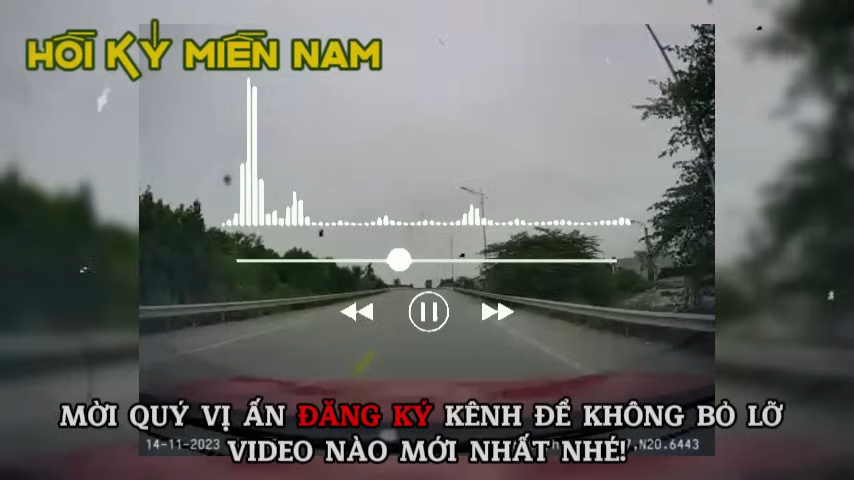 HỒI KÝ MIỀN NAM
MỜI QUÝ VỊ ẤN ĐĂNG KÝ KÊNH ĐỂ KHÔNG BỎ LỠ
14-11-2023
VIDEO NÀO MỚI NHẤT NHÉ!
,N20.6443